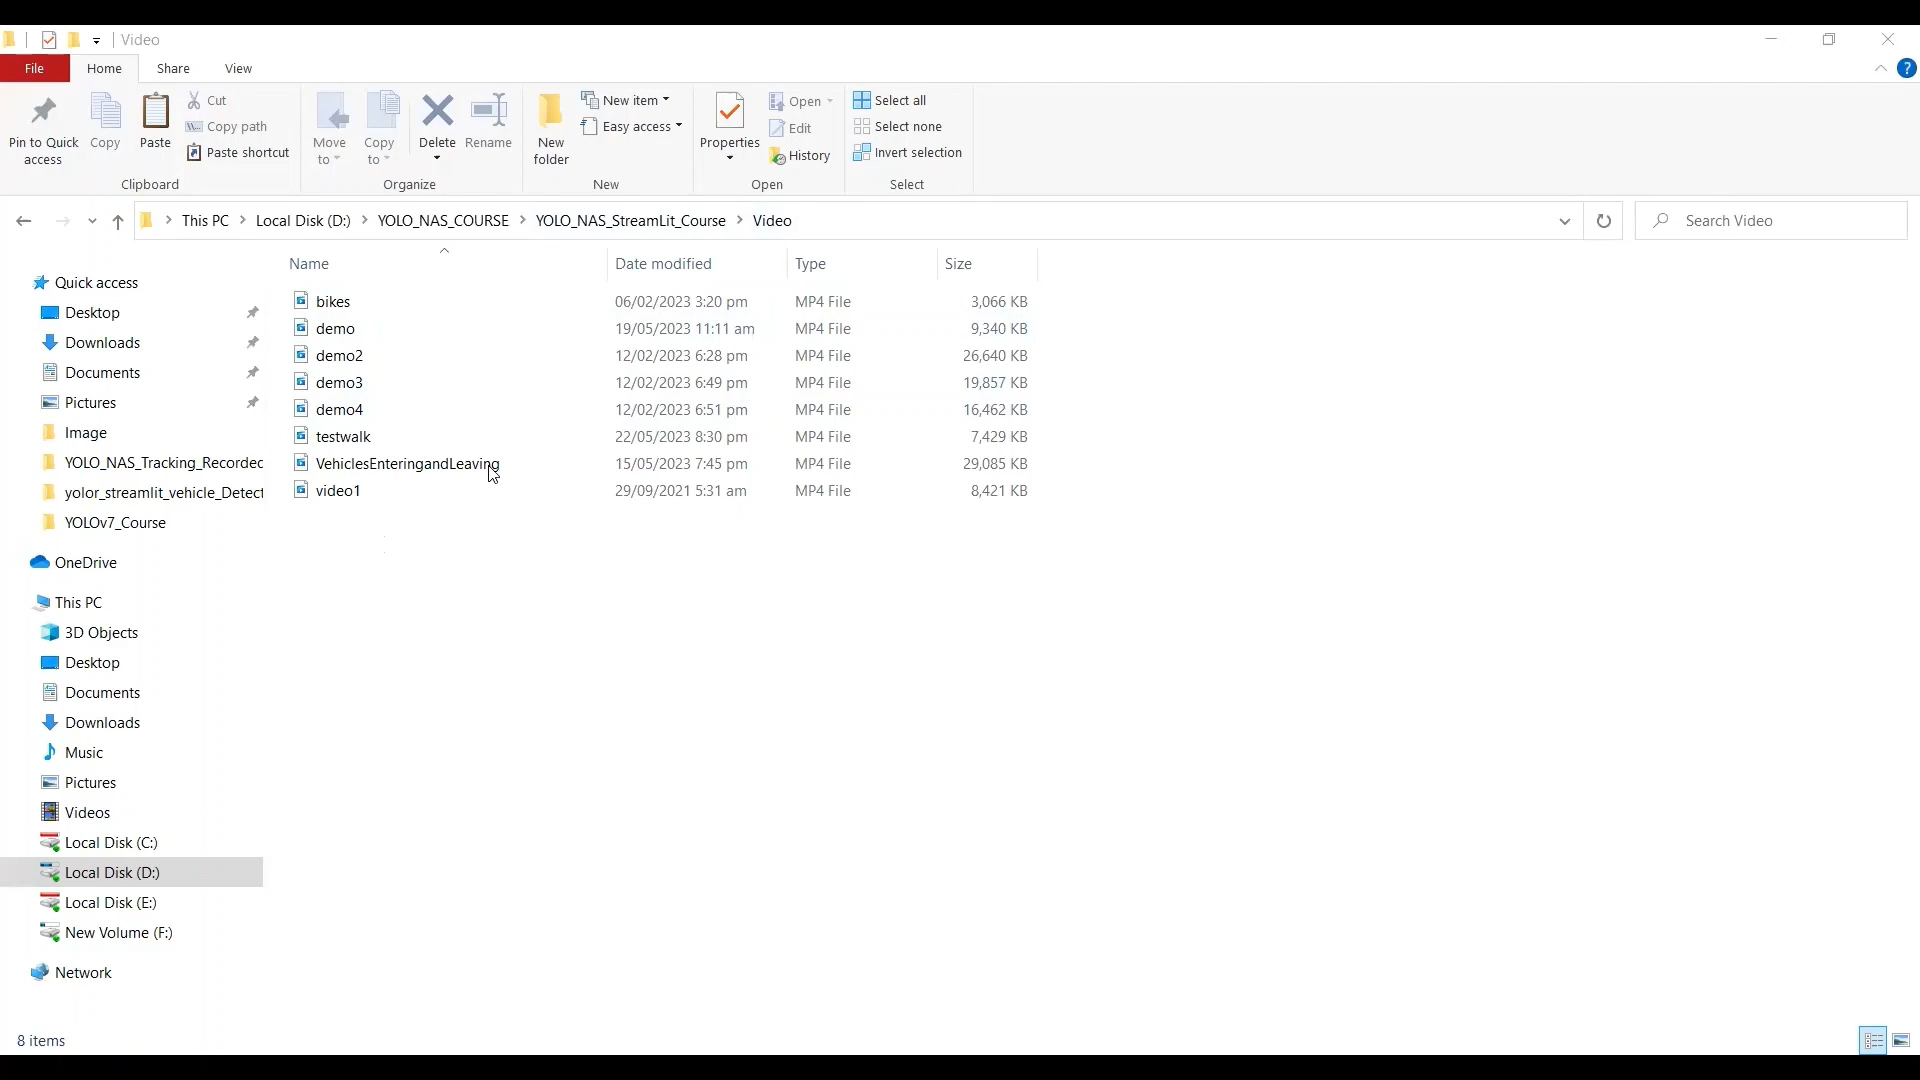 Video
File Home Share View
Pin to Quick access
Copy
Paste
Cut
Copy path
Paste shortcut
Clipboard
Move to
Copy to
Delete
Rename
Organize
New folder
New item
Easy access
New
Properties
Open
Edit
History
Open
Select all
Select none
Invert selection
Select
This PC Local Disk (D:) YOLO_NAS_COURSE YOLO_NAS_StreamLit_Course Video
Search Video
Name Date modified Type Size
bikes 06/02/2023 3:20 pm MP4 File 3,066 KB
demo 19/05/2023 11:11 am MP4 File 9,340 KB
demo2 12/02/2023 6:28 pm MP4 File 26,640 KB
demo3 12/02/2023 6:49 pm MP4 File 19,857 KB
demo4 12/02/2023 6:51 pm MP4 File 16,462 KB
testwalk 22/05/2023 8:30 pm MP4 File 7,429 KB
VehiclesEnteringandLeaving 15/05/2023 7:45 pm MP4 File 29,085 KB
video1 29/09/2021 5:31 am MP4 File 8,421 KB
Quick access
Desktop
Downloads
Documents
Pictures
Image
YOLO_NAS_Tracking_Recordec
yolor_streamlit_vehicle_Detect
YOLOv7_Course
OneDrive
This PC
3D Objects
Desktop
Documents
Downloads
Music
Pictures
Videos
Local Disk (C:)
Local Disk (D:)
Local Disk (E:)
New Volume (F:)
Network
8 items